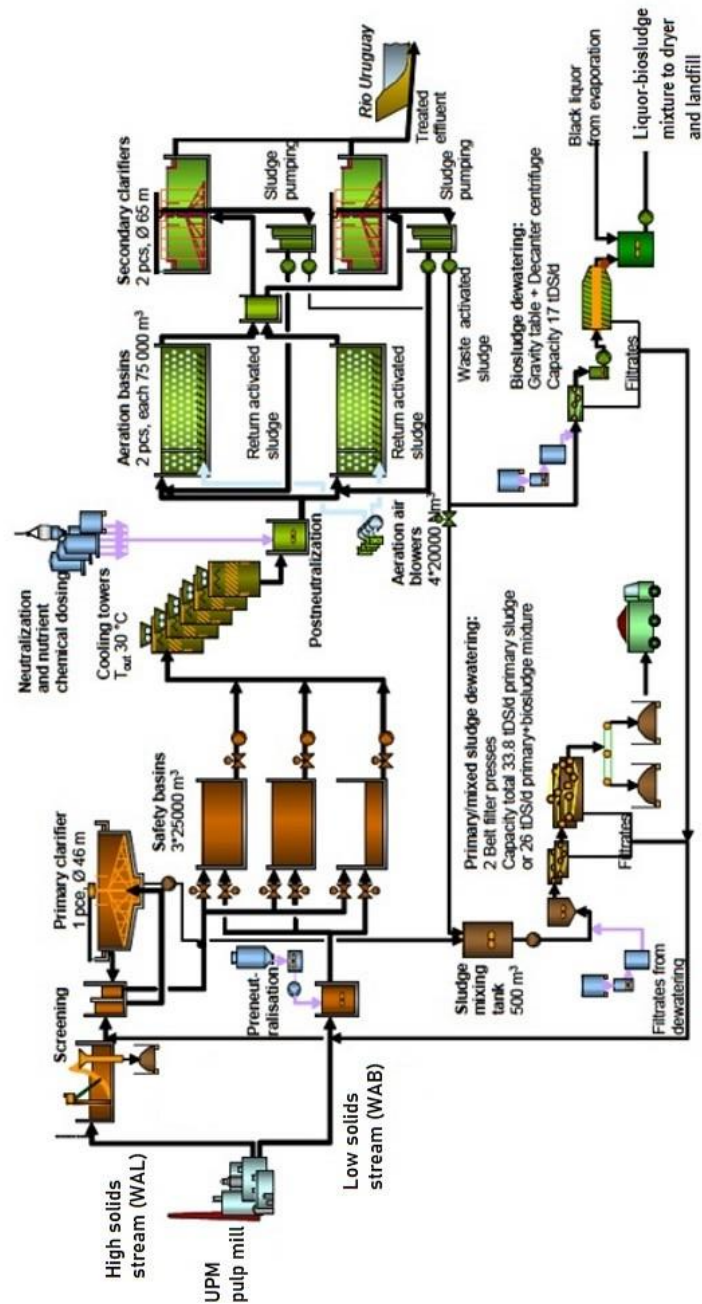 Neutralization
and nutrient
chemical dosing
Cooling towers
Tout 30 °C
Postneutralization
Aeration basins
2 pcs, each 75 000 m³
Return activated
sludge
Return activated
sludge
Aeration air
blowers
4*20000 Nm³
Secondary clarifiers
2 pcs, Ø 65 m
Sludge
pumping
Sludge
pumping
Waste activated
sludge
Rio Uruguay
Treated
effluent
Screening
Primary clarifier
1 pce, Ø 46 m
Safety basins
3*25000 m³
Preneut-
ralisation
High solids
stream (WAL)
UPM
pulp mill
Low solids
stream (WAB)
Sludge
mixing
tank
500 m³
Filtrates from
dewatering
Primary/mixed sludge dewatering:
2 Belt filter presses
Capacity total 33.8 tDS/d primary sludge
or 26 tDS/d primary+biosludge mixture
Filtrates
Biosludge dewatering:
Gravity table + Decanter centrifuge
Capacity 17 tDS/d
Filtrates
Black liquor
from evaporation
Liquor-biosludge
mixture to dryer
and landfill